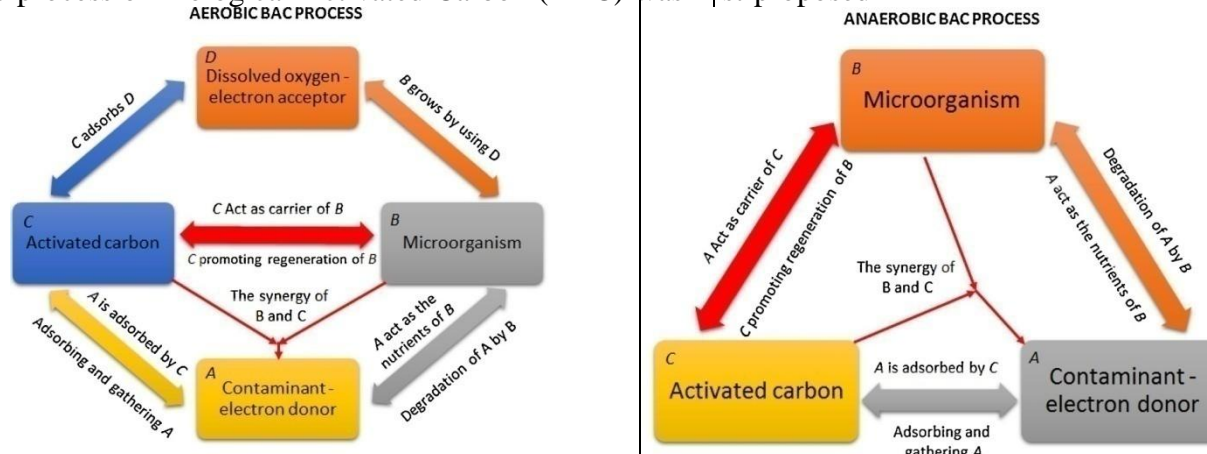 AEROBIC BAC PROCESS
D
Dissolved oxygen -
electron acceptor
C adsorbs D
B grows by using D
C
Activated carbon
C Act as carrier of B
C promoting regeneration of B
B
Microorganism
The synergy of
B and C
A is adsorbed by C
Adsorbing and gathering A
A act as the
nutrients of B
Degradation of A by B
A
Contaminant -
electron donor
ANAEROBIC BAC PROCESS
B
Microorganism
A Act as carrier of C
C promoting regeneration of B
Degradation of A by B
A act as the nutrients of B
The synergy of
B and C
C
Activated carbon
A is adsorbed by C
Adsorbing and
gathering A
A
Contaminant -
electron donor